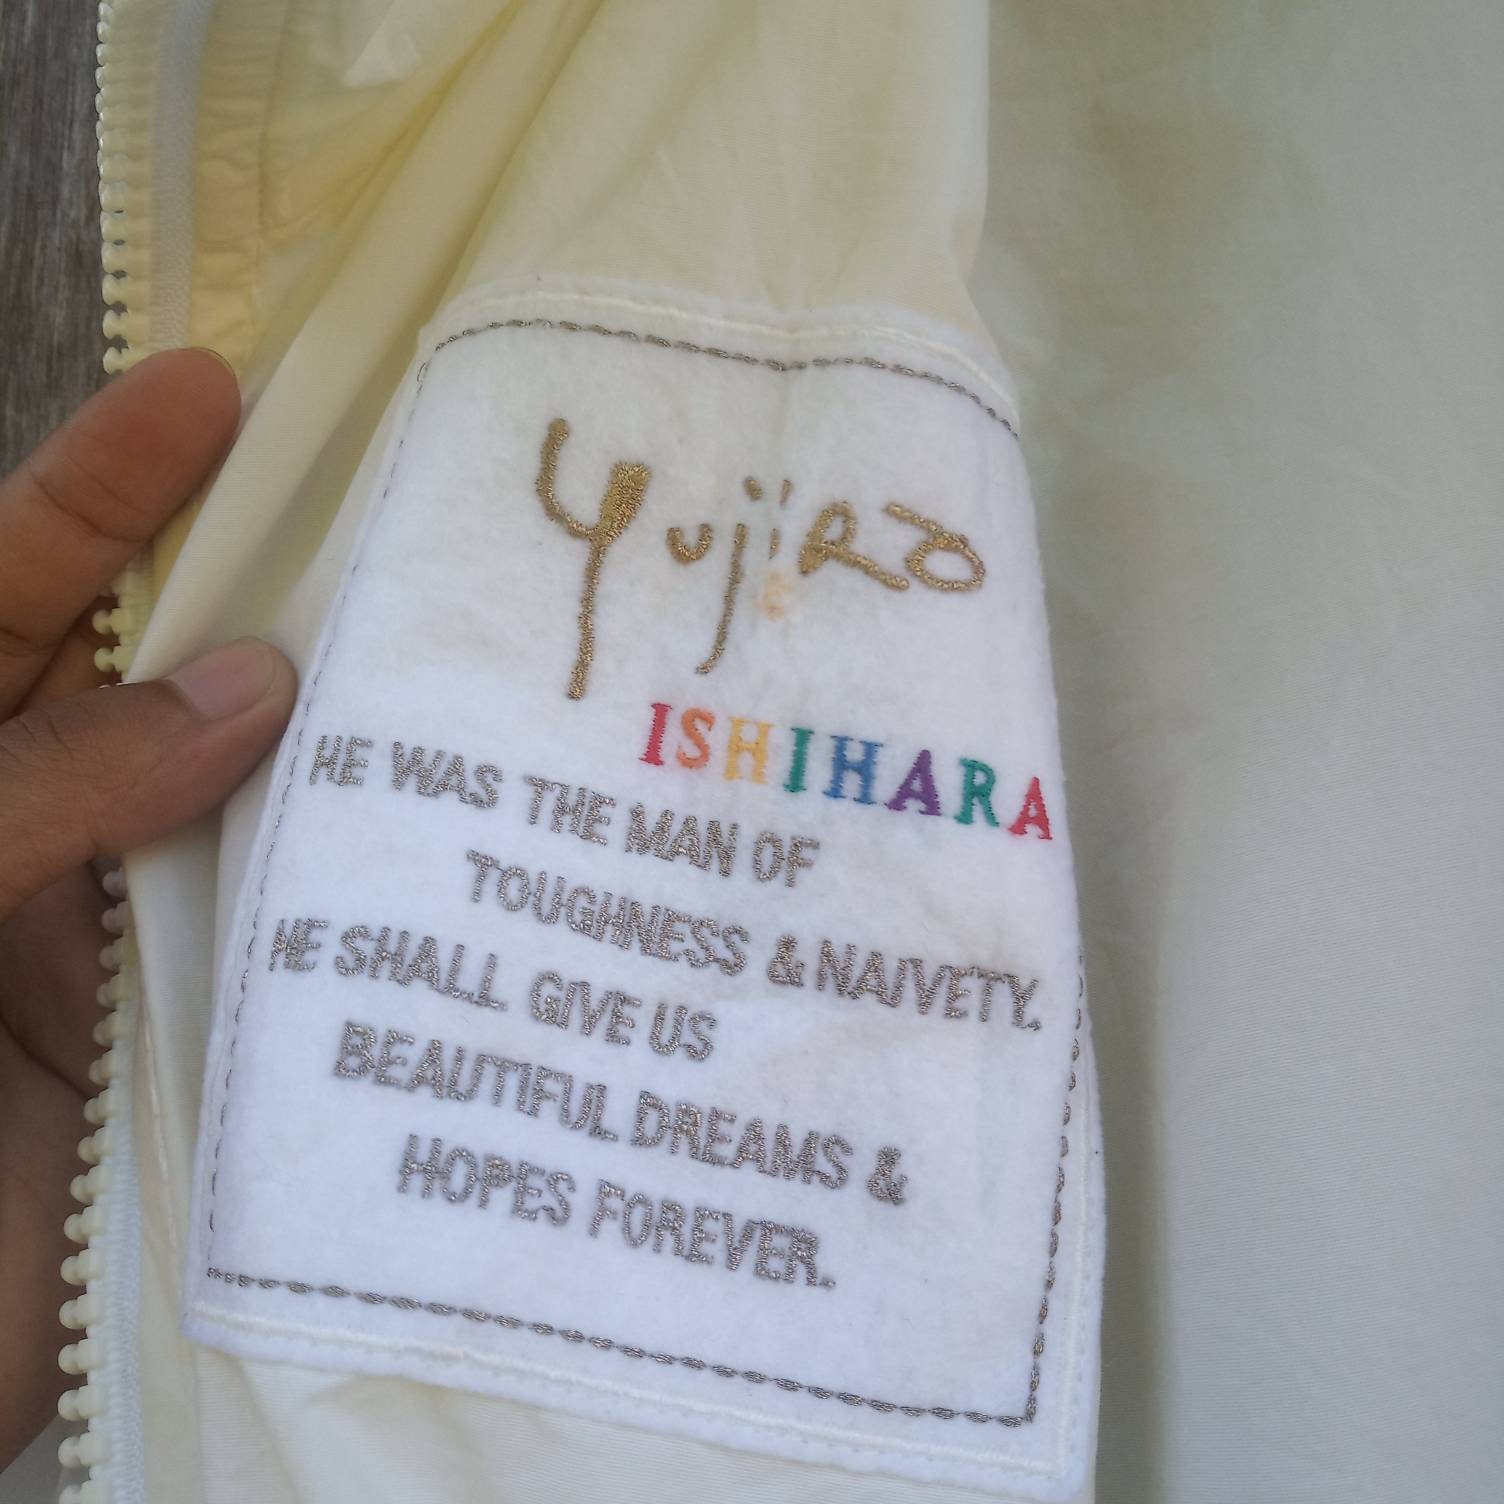 YujiRo
ISHIHARA
HE WAS THE MAN OF
TOUGHNESS & NAIVETY,
HE SHALL GIVE US
BEAUTIFUL DREAMS &
HOPES FOREVER.